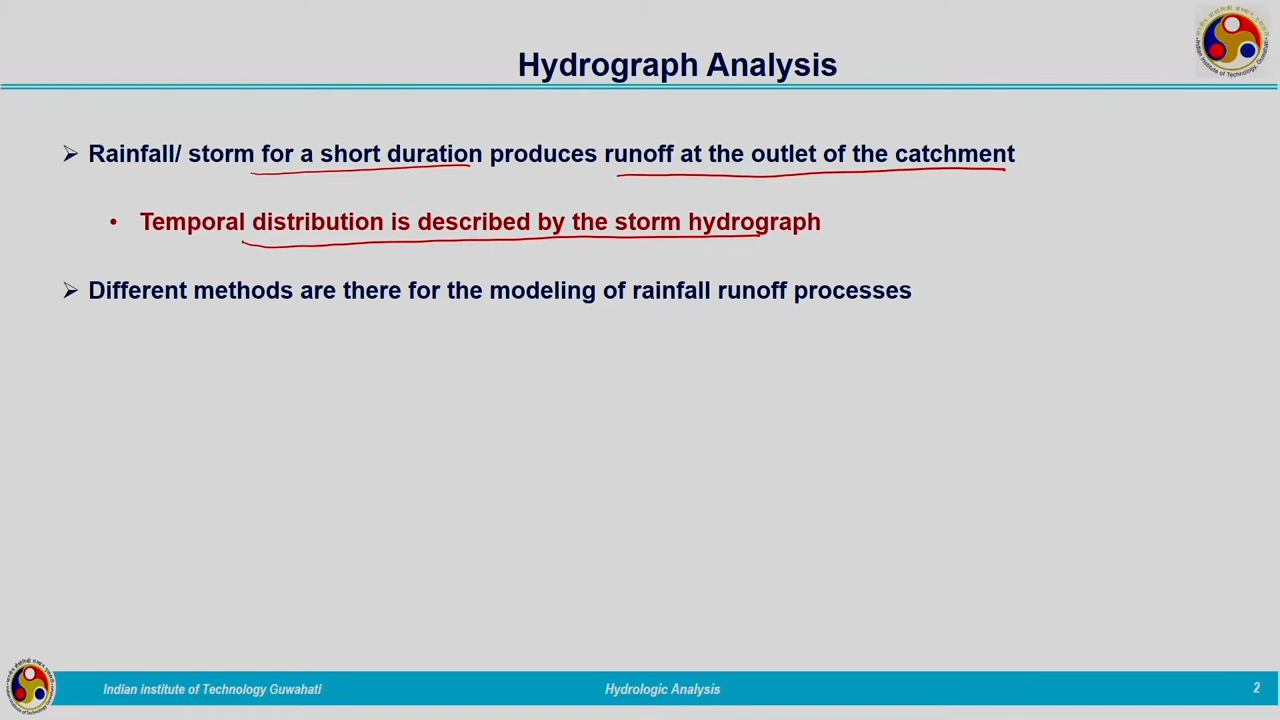 Hydrograph Analysis
Rainfall/ storm for a short duration produces runoff at the outlet of the catchment
Temporal distribution is described by the storm hydrograph
Different methods are there for the modeling of rainfall runoff processes
Indian institute of Technology Guwahati
Hydrologic Analysis
2